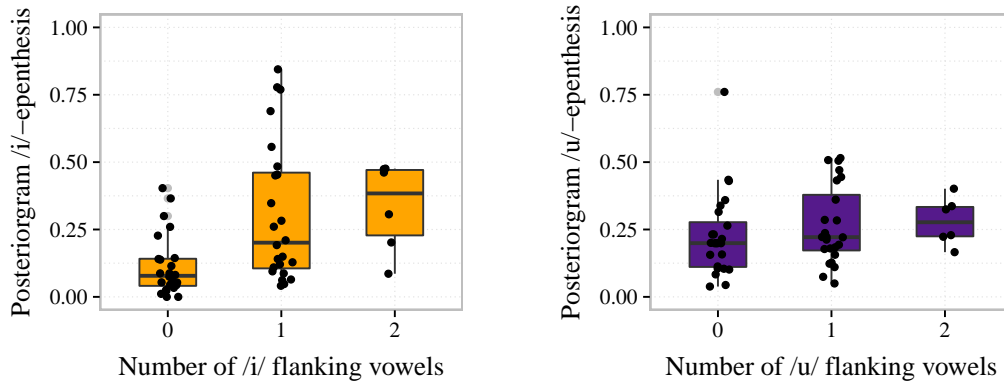 Posteriorgram /i/−epenthesis
1.00
0.75
0.50
0.25
0.00
0 1 2
Number of /i/ flanking vowels
Posteriorgram /u/−epenthesis
1.00
0.75
0.50
0.25
0.00
0 1 2
Number of /u/ flanking vowels